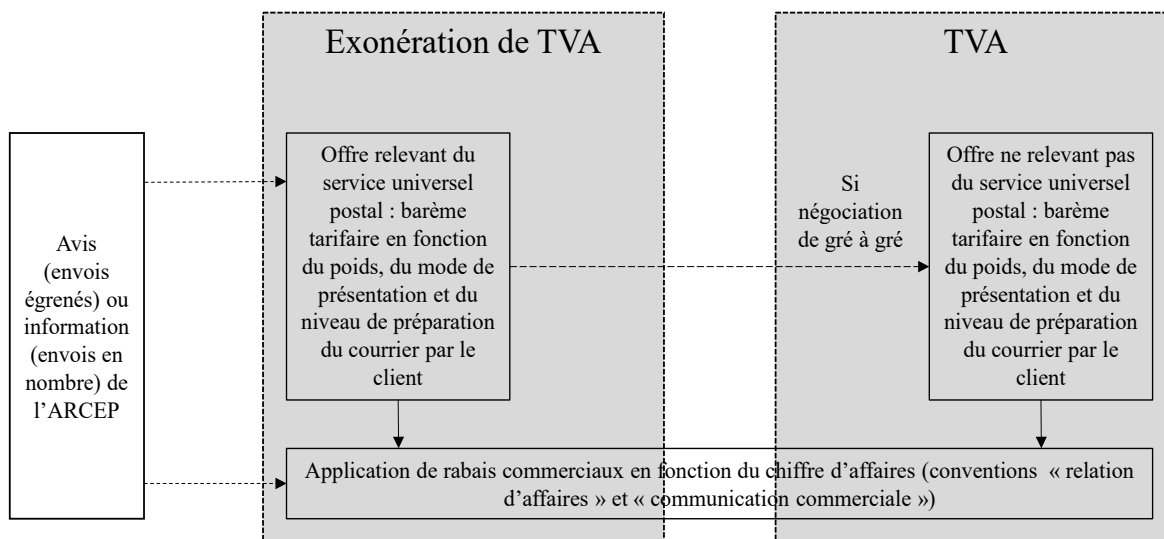 Exonération de TVA
TVA
Avis
(envois
égrenés) ou
information
(envois en
nombre) de
l’ARCEP
Offre relevant du
service universel
postal : barème
tarifaire en fonction
du poids, du mode de
présentation et du
niveau de préparation
du courrier par le
client
Si
négociation
de gré à gré
Offre ne relevant pas
du service universel
postal : barème
tarifaire en fonction
du poids, du mode de
présentation et du
niveau de préparation
du courrier par le
client
Application de rabais commerciaux en fonction du chiffre d’affaires (conventions « relation
d’affaires » et « communication commerciale »)